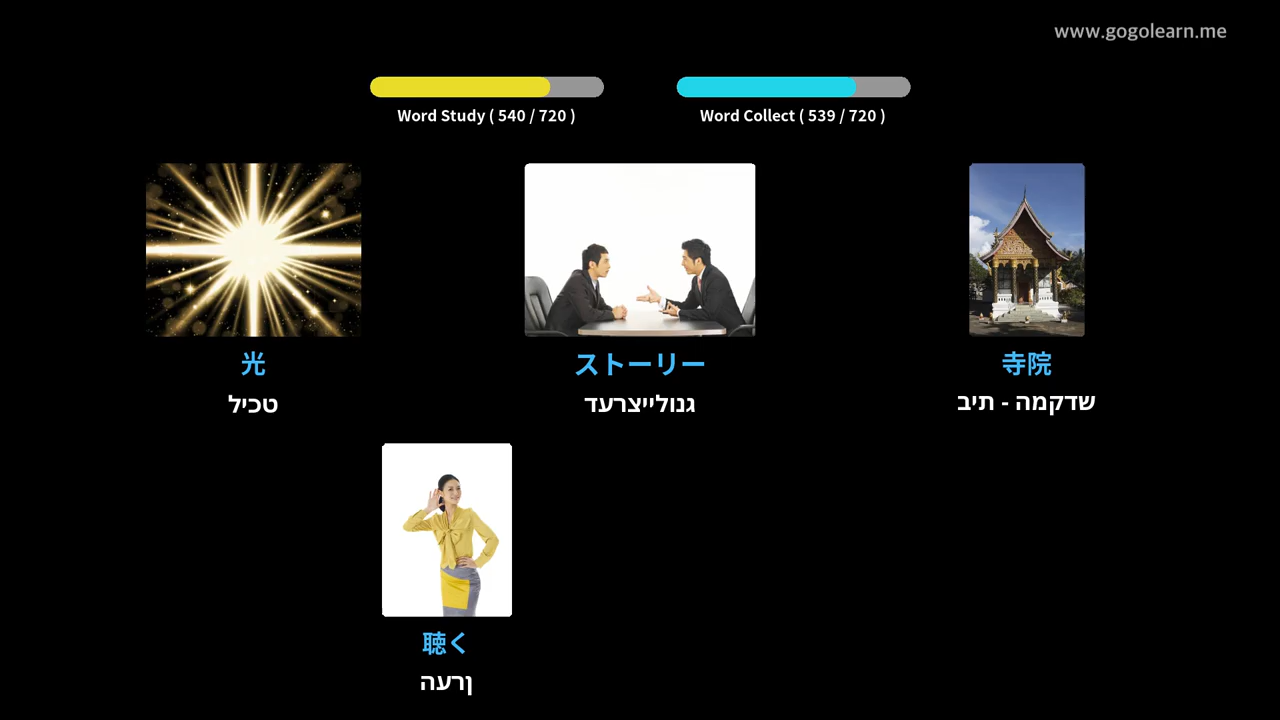 www.gogolearn.me
Word Study ( 540 / 720 )
Word Collect ( 539 / 720 )
光
טכיל
ストーリー
גנולייצרעד
寺院
שדקמה - תיב
聴く
ןרעה